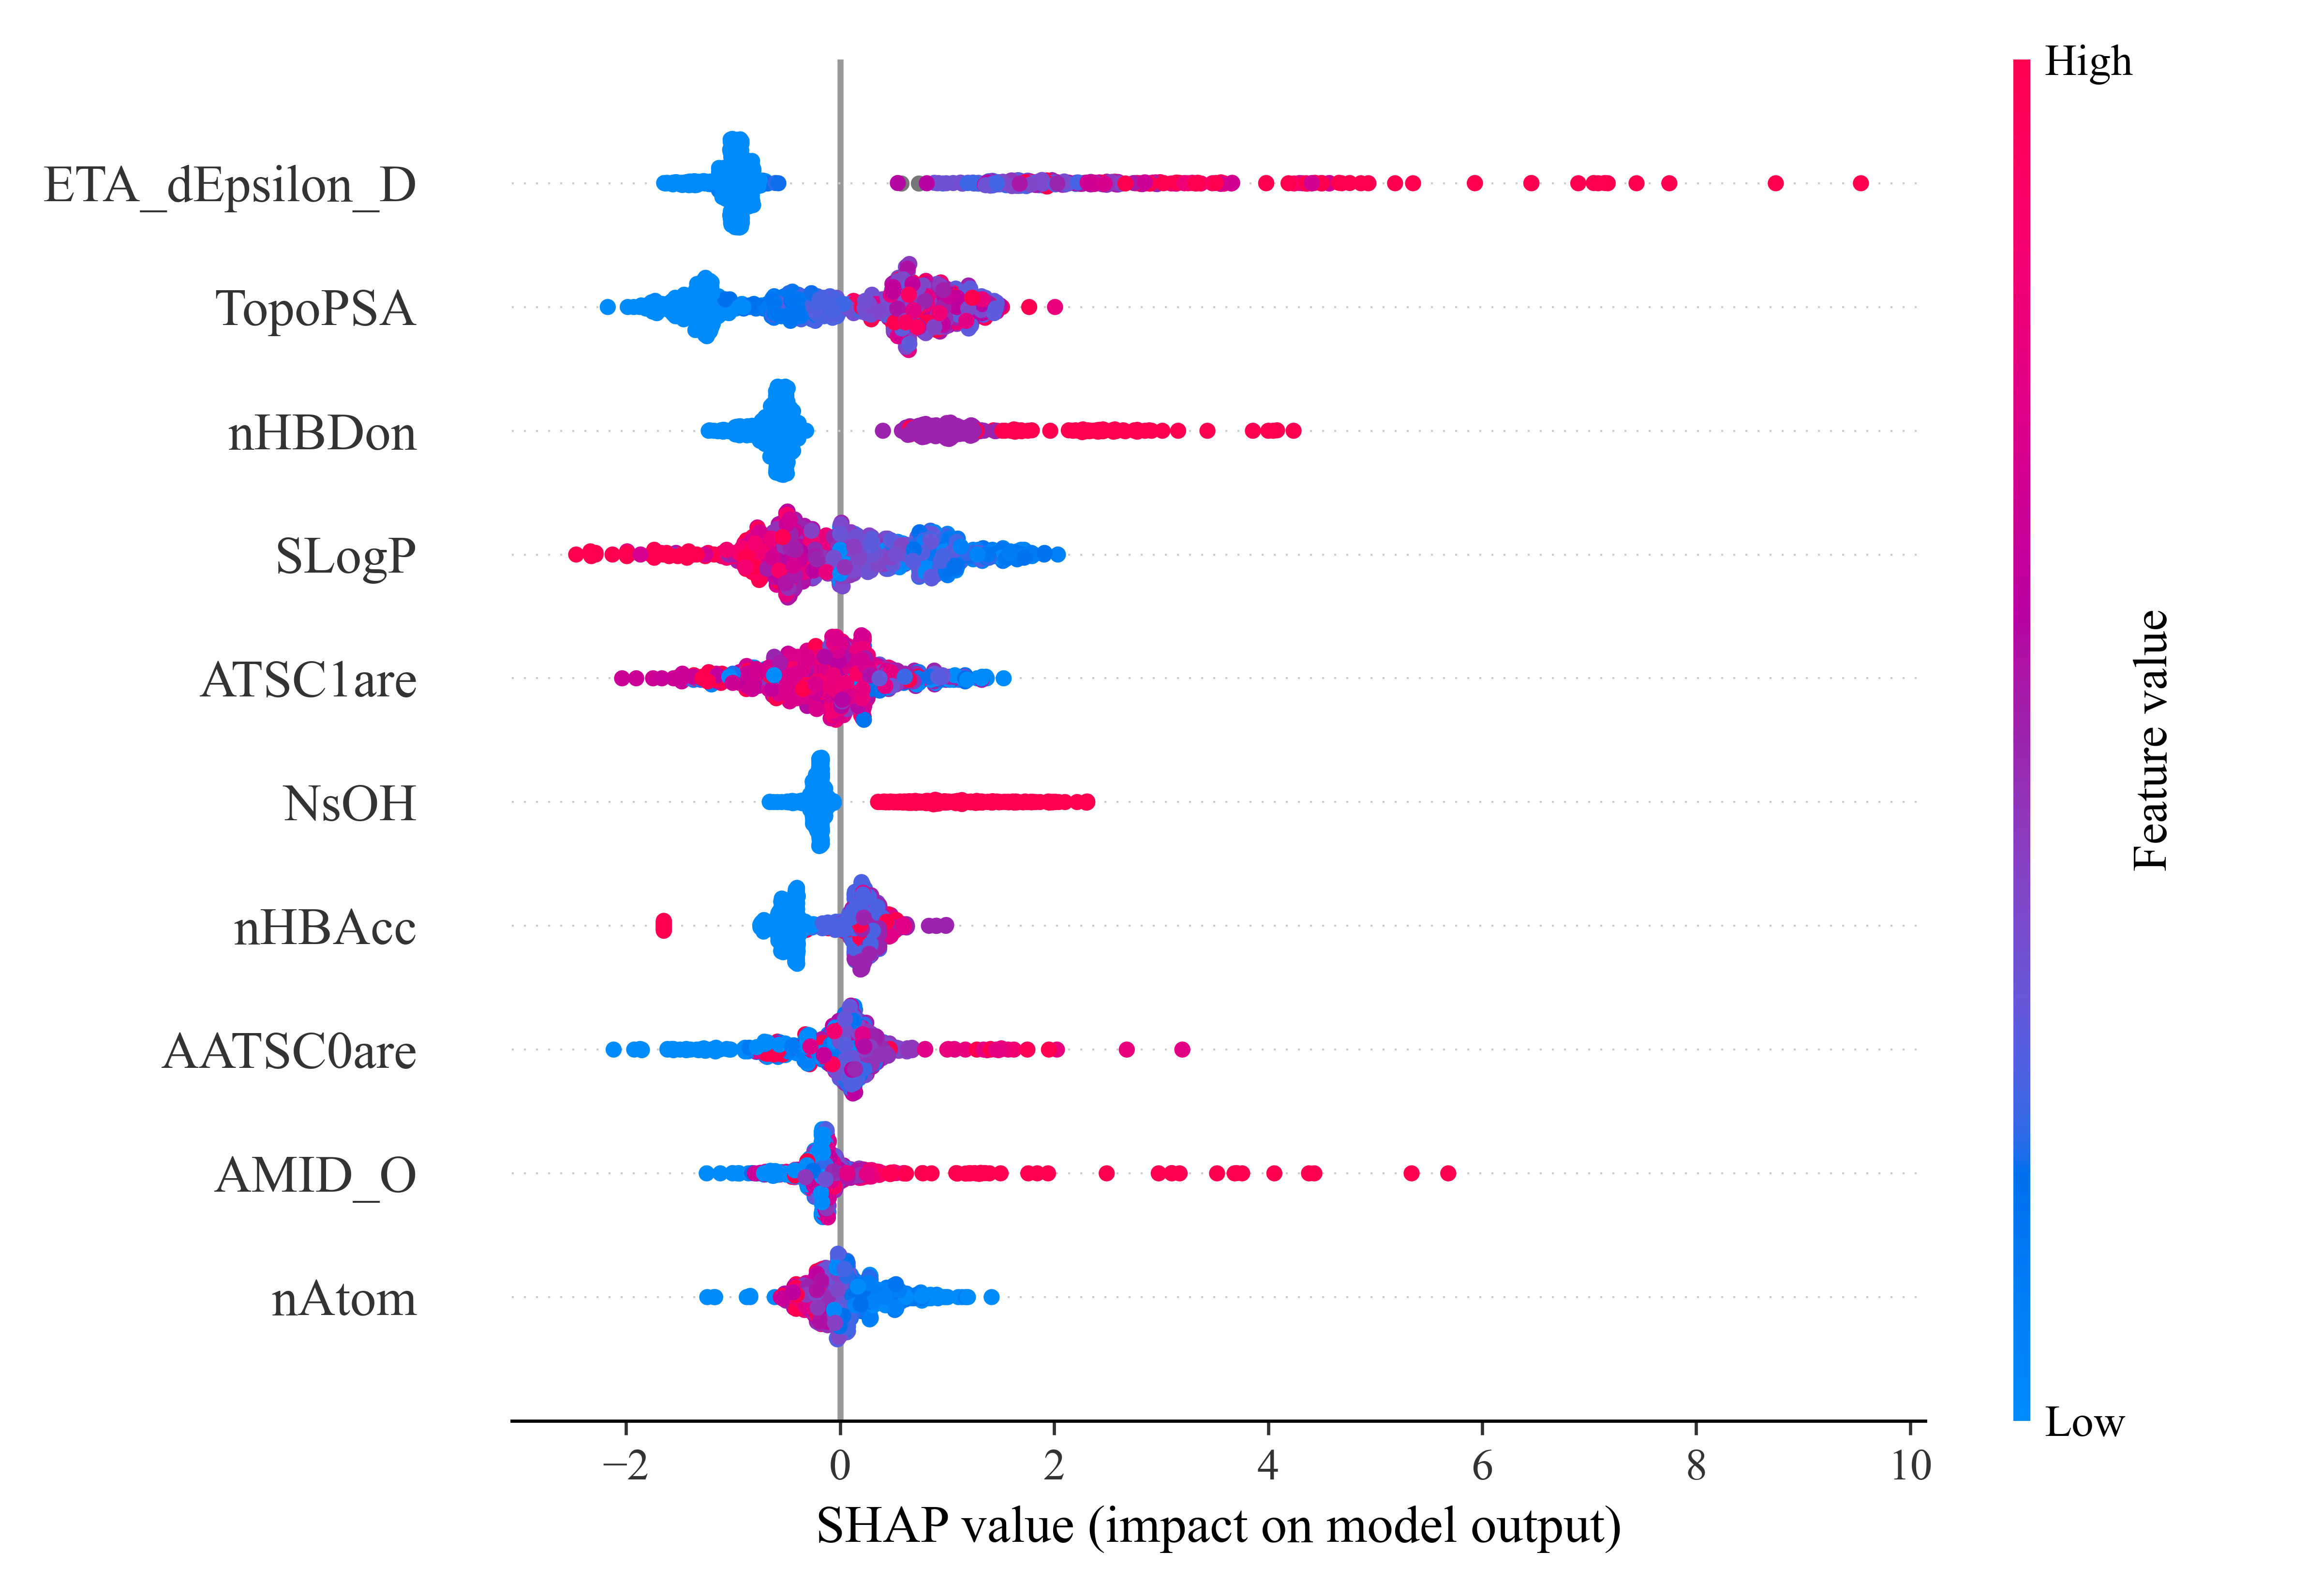 High
ETA_dEpsilon_D
TopoPSA
nHBDon
SLogP
ATSC1are
NsOH
nHBAcc
AATSC0are
AMID_O
nAtom
Feature value
Low
−2 0 2 4 6 8 10
SHAP value (impact on model output)